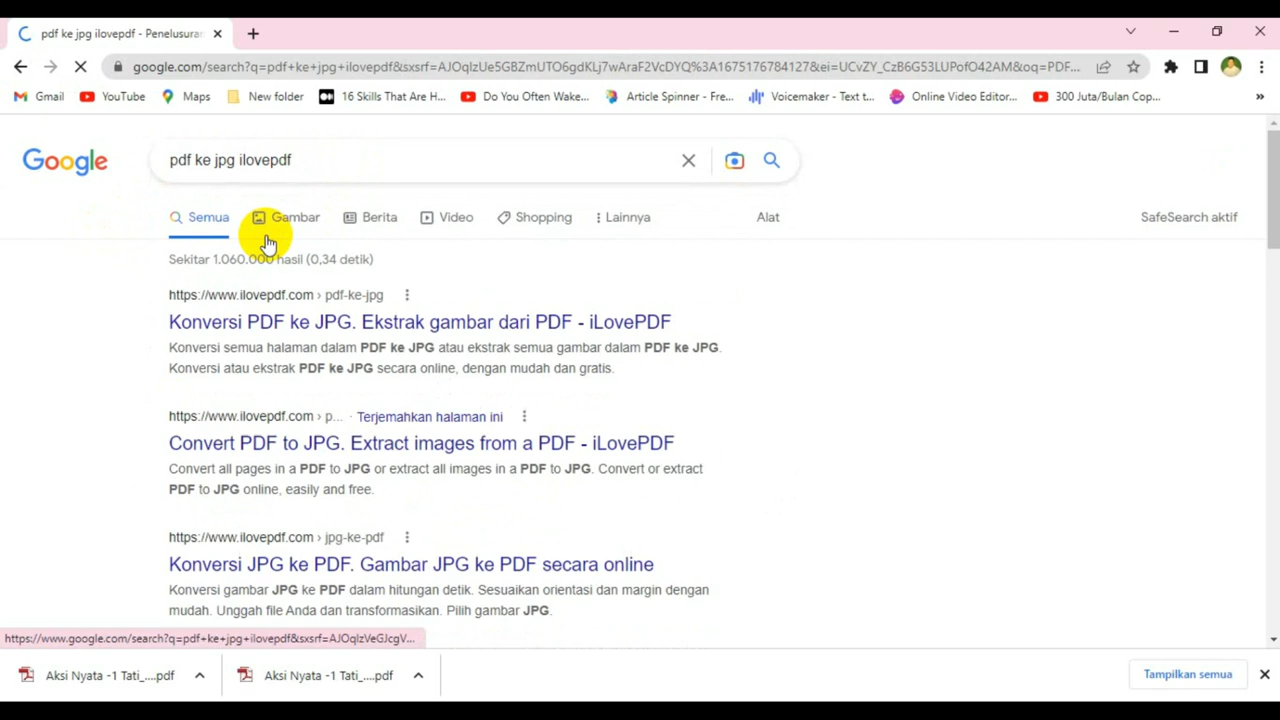 pdf ke jpg ilovepdf - Penelusuran
google.com/search?q=pdf+ke+jpg+ilovepdf&sxsrf=AJOqlzUe5GBZmUTO6gdKLj7wAraF2VcDYQ%3A1675176784127&ei=UCvZY_CzB6G53LUPofO42AM&oq=PDF...
Gmail YouTube Maps New folder 16 Skills That Are H... Do You Often Wake... Article Spinner - Fre... Voicemaker - Text t... Online Video Editor... 300 Juta/Bulan Cop... »
Google pdf ke jpg ilovepdf
Semua Gambar Berita Video Shopping Lainnya Alat SafeSearch aktif
Sekitar 1.060.000 hasil (0,34 detik)
https://www.ilovepdf.com › pdf-ke-jpg
Konversi PDF ke JPG. Ekstrak gambar dari PDF - iLovePDF
Konversi semua halaman dalam PDF ke JPG atau ekstrak semua gambar dalam PDF ke JPG.
Konversi atau ekstrak PDF ke JPG secara online, dengan mudah dan gratis.
https://www.ilovepdf.com › p... · Terjemahkan halaman ini
Convert PDF to JPG. Extract images from a PDF - iLovePDF
Convert all pages in a PDF to JPG or extract all images in a PDF to JPG. Convert or extract
PDF to JPG online, easily and free.
https://www.ilovepdf.com › jpg-ke-pdf
Konversi JPG ke PDF. Gambar JPG ke PDF secara online
Konversi gambar JPG ke PDF dalam hitungan detik. Sesuaikan orientasi dan margin dengan
mudah. Unggah file Anda dan transformasikan. Pilih gambar JPG.
https://www.google.com/search?q=pdf+ke+jpg+ilovepdf&sxsrf=AJOqlzVeGJcgV...
Aksi Nyata -1 Tati_....pdf Aksi Nyata -1 Tati_....pdf Tampilkan semua